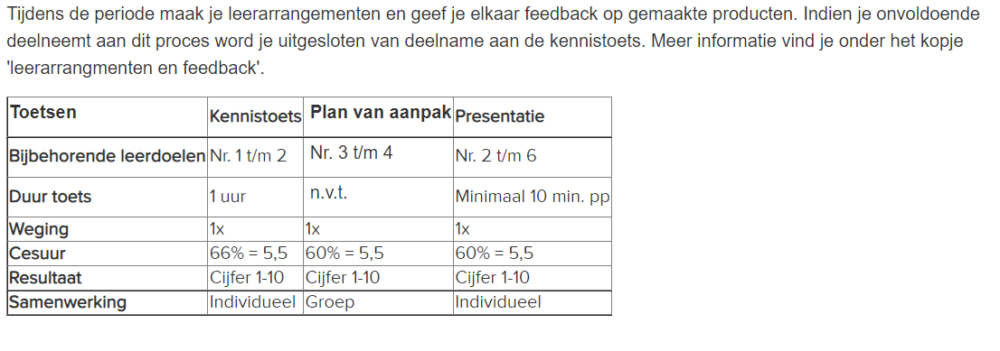 Tijdens de periode maak je leerarrangementen en geef je elkaar feedback op gemaakte producten. Indien je onvoldoende
deelneemt aan dit proces word je uitgesloten van deelname aan de kennistoets. Meer informatie vind je onder het kopje
'leerarrangmenten en feedback'.
Toetsen Kennistoets Plan van aanpak Presentatie
Bijbehorende leerdoelen Nr. 1 t/m 2 Nr. 3 t/m 4 Nr. 2 t/m 6
Duur toets 1 uur n.v.t. Minimaal 10 min. pp
Weging 1x 1x 1x
Cesuur 66% = 5,5 60% = 5,5 60% = 5,5
Resultaat Cijfer 1-10 Cijfer 1-10 Cijfer 1-10
Samenwerking Individueel Groep Individueel